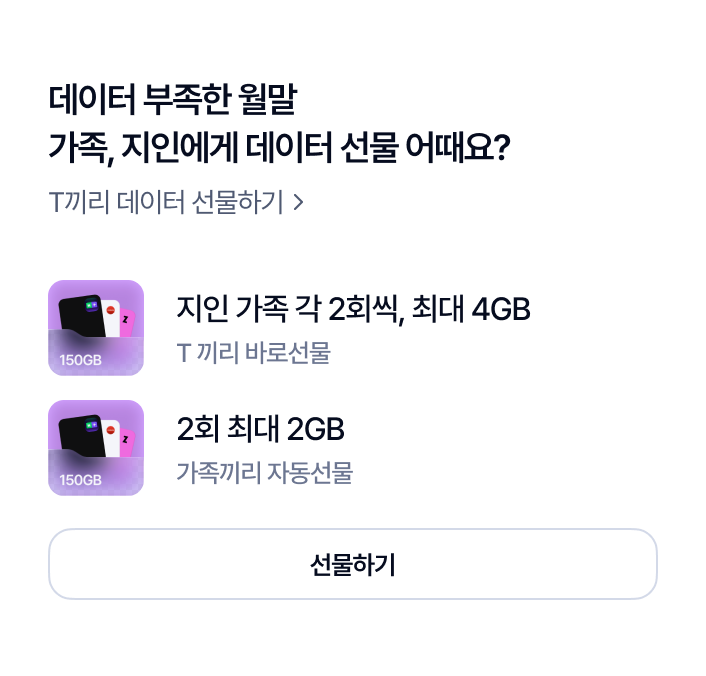 데이터 부족한 월말
가족, 지인에게 데이터 선물 어때요?
T끼리 데이터 선물하기 >
지인 가족 각 2회씩, 최대 4GB
T 끼리 바로선물
150GB
2회 최대 2GB
가족끼리 자동선물
150GB
선물하기